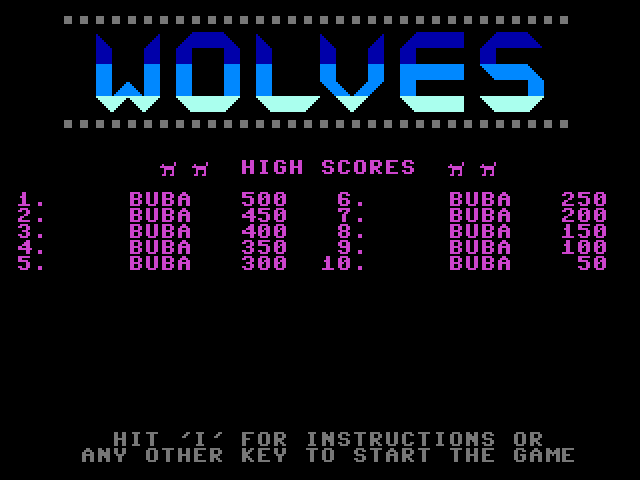 WOLVES
HIGH SCORES
1. BUBA 500 6. BUBA 250
2. BUBA 450 7. BUBA 200
3. BUBA 400 8. BUBA 150
4. BUBA 350 9. BUBA 100
5. BUBA 300 10. BUBA 50
HIT 'I' FOR INSTRUCTIONS OR
ANY OTHER KEY TO START THE GAME